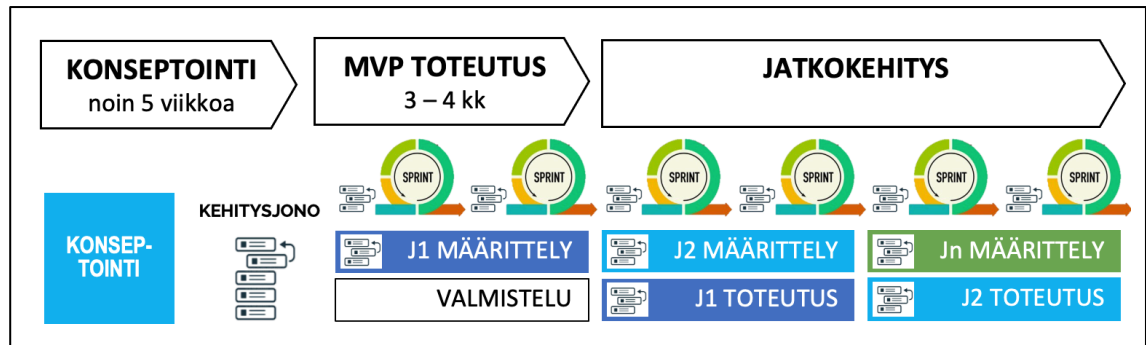 KONSEPTOINTI
noin 5 viikkoa
MVP TOTEUTUS
3 – 4 kk
JATKOKEHITYS
SPRINT
SPRINT
SPRINT
SPRINT
SPRINT
SPRINT
KONSEP-
TOINTI
KEHITYSJONO
J1 MÄÄRITTELY
J2 MÄÄRITTELY
Jn MÄÄRITTELY
VALMISTELU
J1 TOTEUTUS
J2 TOTEUTUS